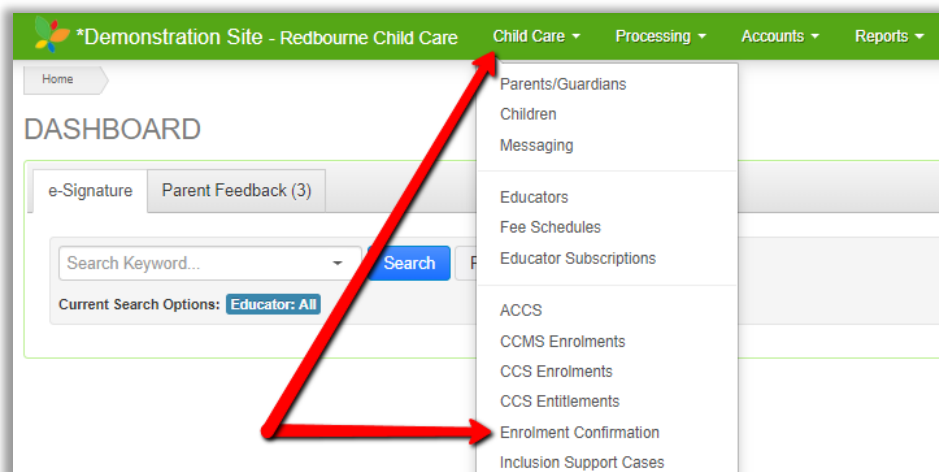 *Demonstration Site - Redbourne Child Care Child Care Processing Accounts Reports
Home
DASHBOARD
e-Signature Parent Feedback (3)
Search Keyword... Search
Current Search Options: Educator: All
Parents/Guardians
Children
Messaging
Educators
Fee Schedules
Educator Subscriptions
ACCS
CCMS Enrolments
CCS Enrolments
CCS Entitlements
Enrolment Confirmation
Inclusion Support Cases